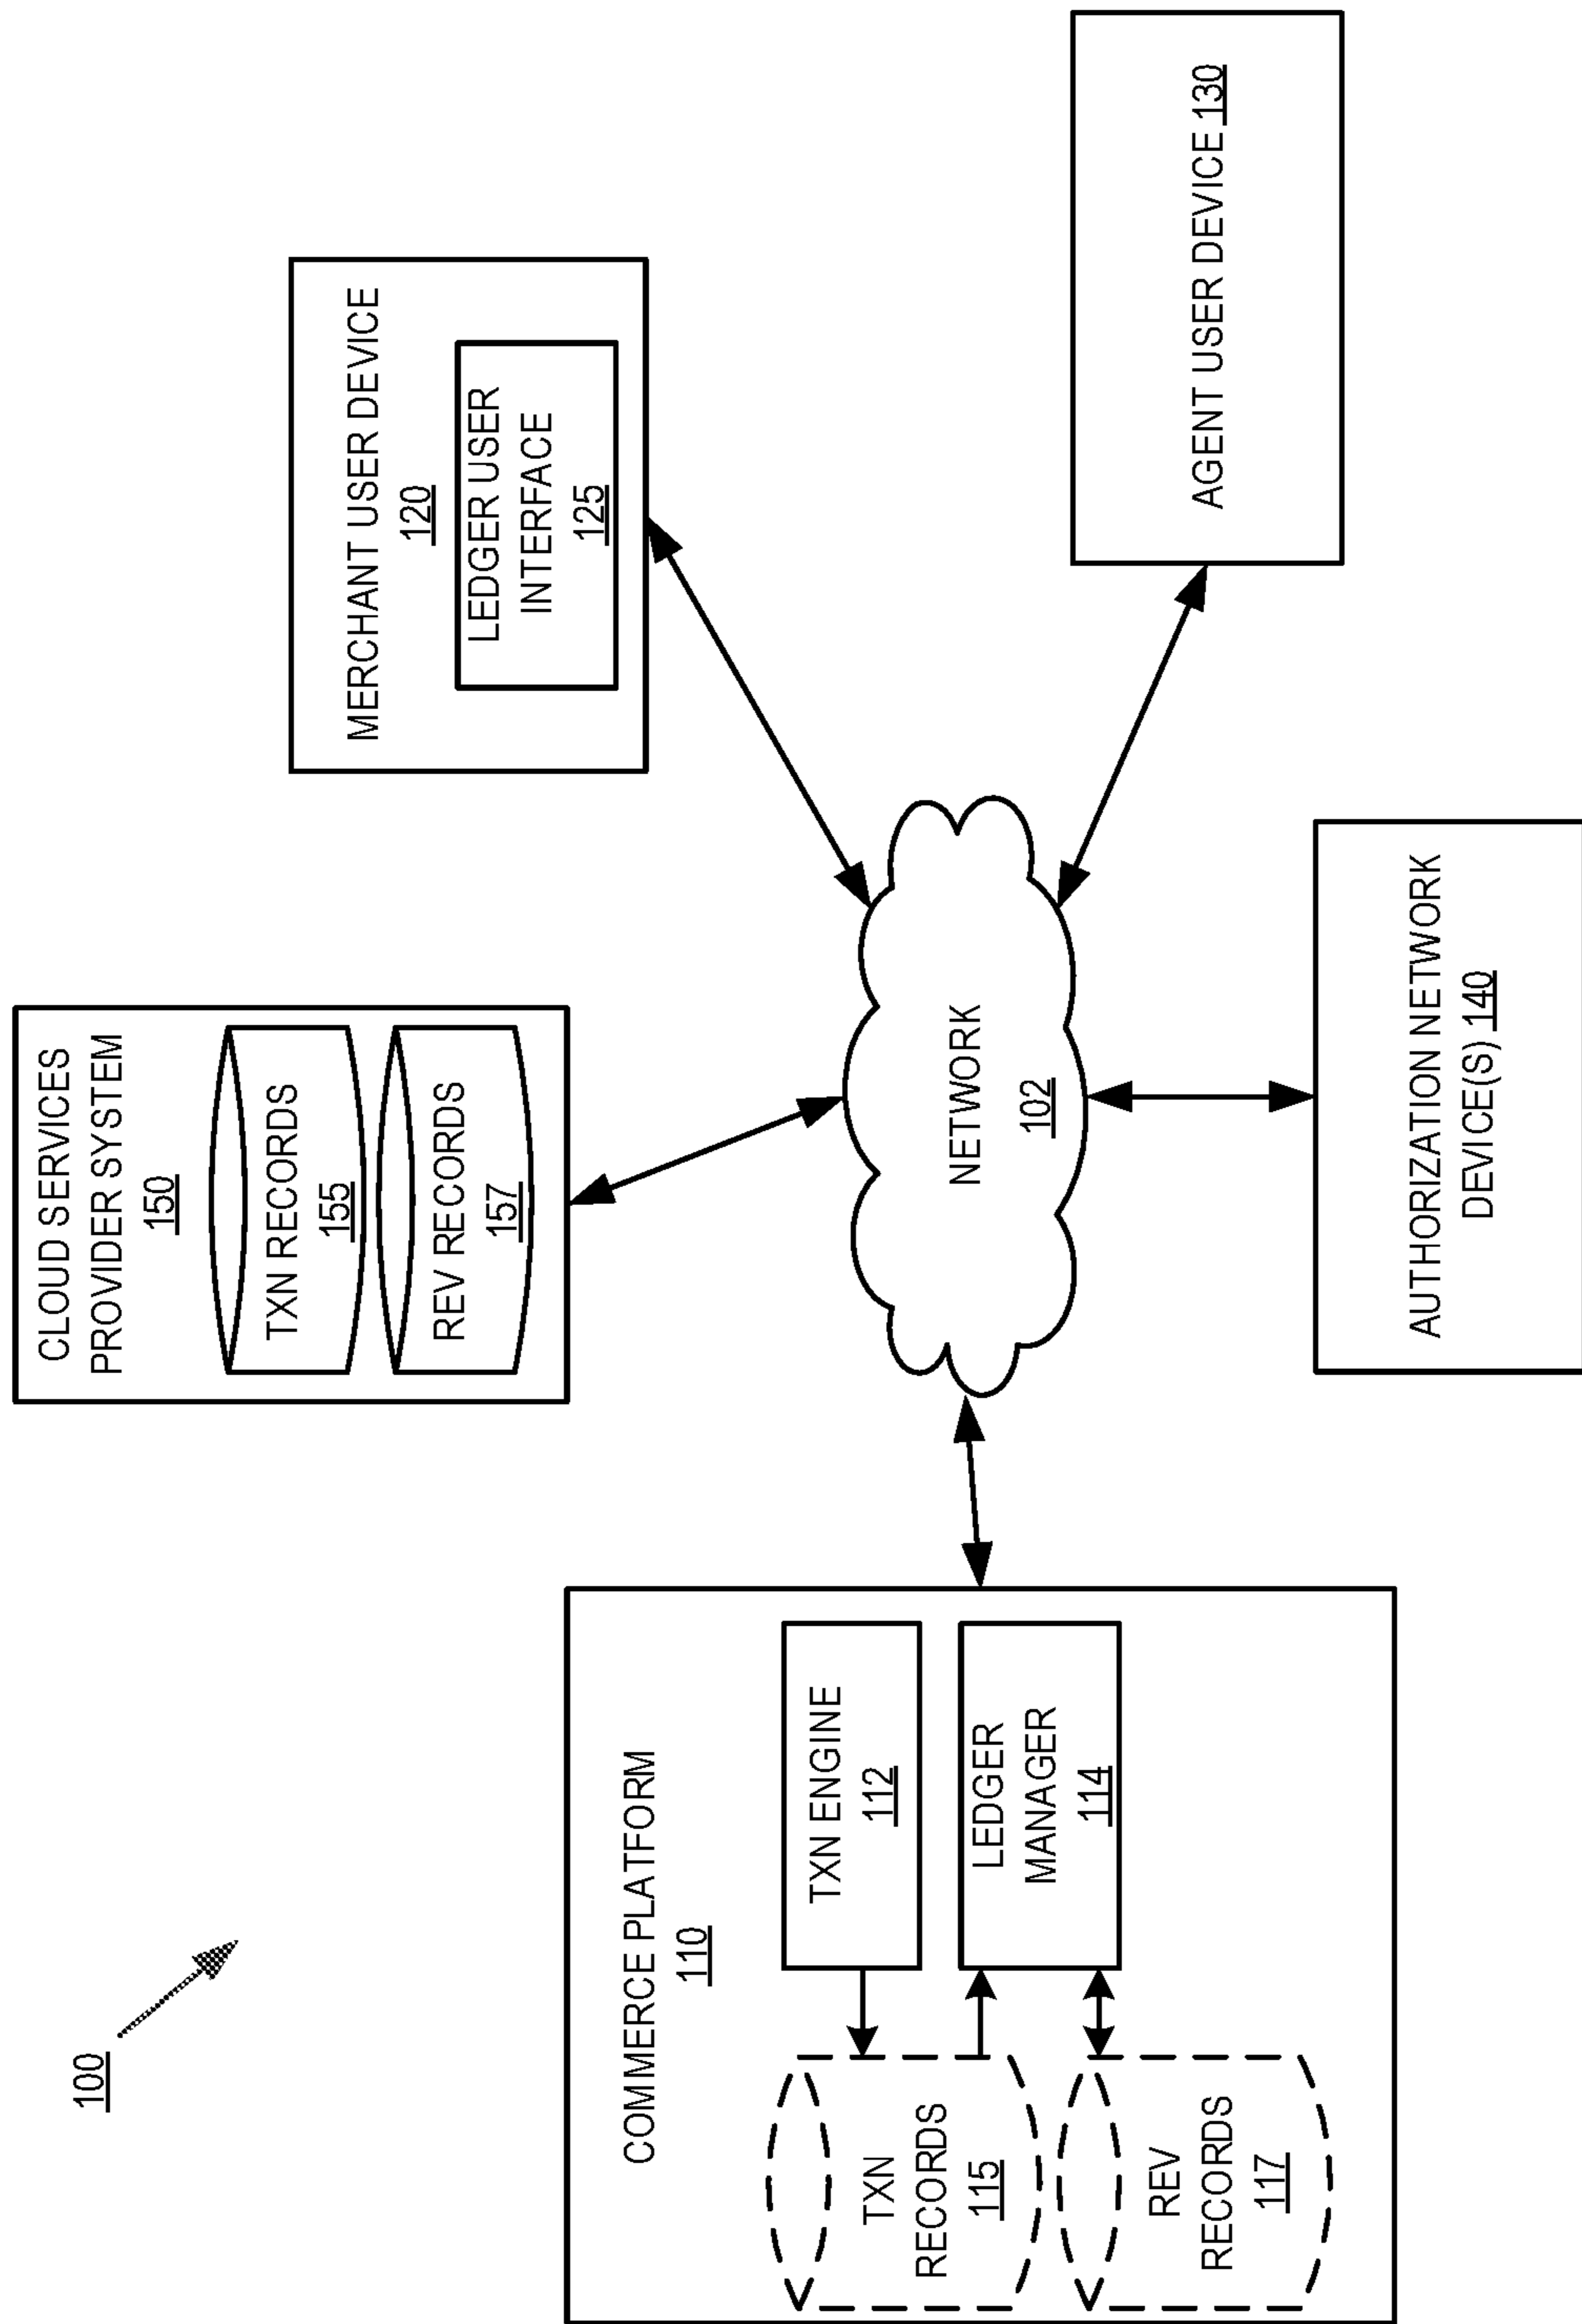 100
CLOUD SERVICES
PROVIDER SYSTEM
150
TXN RECORDS
155
REV RECORDS
157
MERCHANT USER DEVICE
120
LEDGER USER
INTERFACE
125
COMMERCE PLATFORM
110
TXN ENGINE
112
LEDGER
MANAGER
114
TXN
RECORDS
115
REV
RECORDS
117
NETWORK
102
AGENT USER DEVICE 130
AUTHORIZATION NETWORK
DEVICE(S) 140